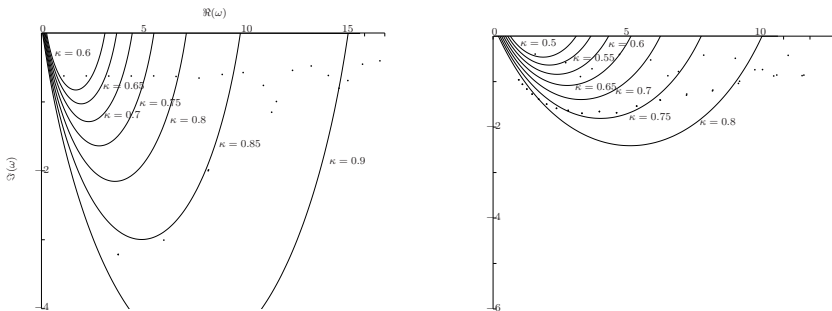 ℜ(ω)
0 5 10 15
κ = 0.6
κ = 0.65
κ = 0.75
κ = 0.7
κ = 0.8
κ = 0.85
κ = 0.9
ℑ(ω)
−2
−4
0 5 10
κ = 0.5
κ = 0.6
κ = 0.55
κ = 0.65
κ = 0.7
κ = 0.75
κ = 0.8
−2
−4
−6